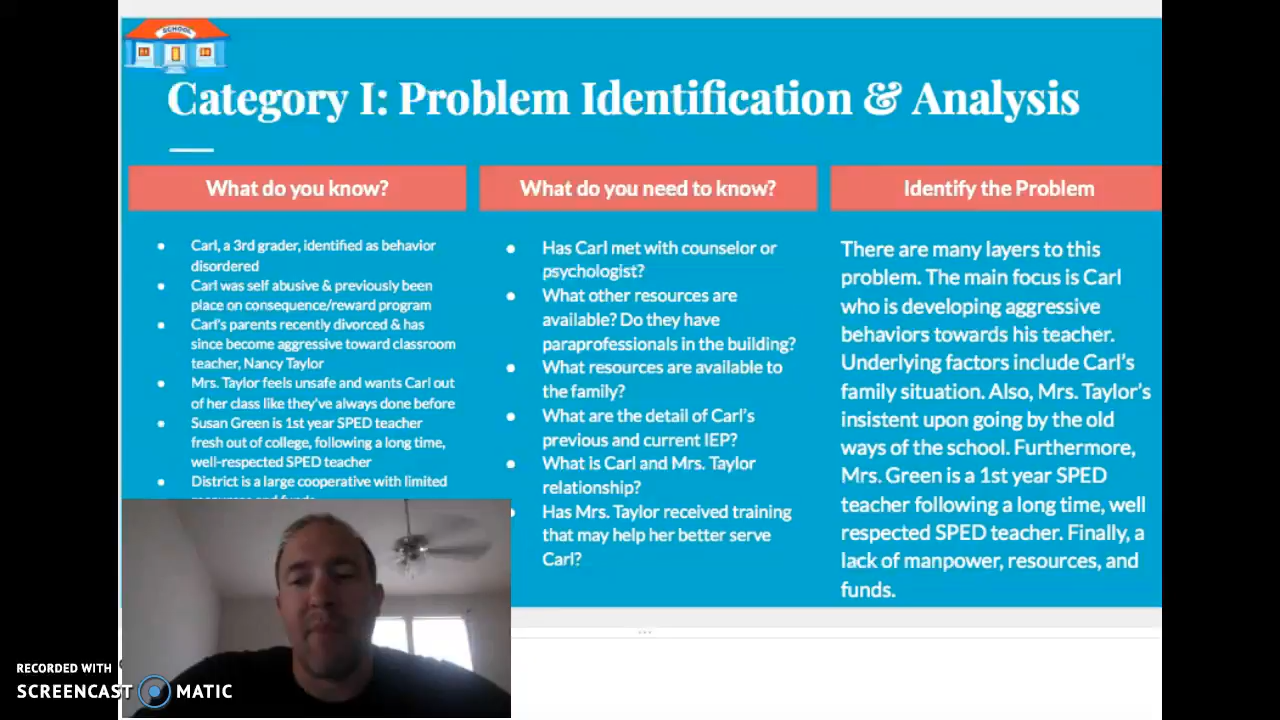 SCHOOL
Category I: Problem Identification & Analysis
What do you know?
What do you need to know?
Identify the Problem
Carl, a 3rd grader, identified as behavior
disordered
Carl was self abusive & previously been
place on consequence/reward program
Carl's parents recently divorced & has
since become aggressive toward classroom
teacher, Nancy Taylor
Mrs. Taylor feels unsafe and wants Carl out
of her class like they've always done before
Susan Green is 1st year SPED teacher
fresh out of college, following a long time,
well-respected SPED teacher
District is a large cooperative with limited
resources and funds
Has Carl met with counselor or
psychologist?
What other resources are
available? Do they have
paraprofessionals in the building?
What resources are available to
the family?
What are the detail of Carl's
previous and current IEP?
What is Carl and Mrs. Taylor
relationship?
Has Mrs. Taylor received training
that may help her better serve
Carl?
There are many layers to this
problem. The main focus is Carl
who is developing aggressive
behaviors towards his teacher.
Underlying factors include Carl's
family situation. Also, Mrs. Taylor's
insistent upon going by the old
ways of the school. Furthermore,
Mrs. Green is a 1st year SPED
teacher following a long time, well
respected SPED teacher. Finally, a
lack of manpower, resources, and
funds.
RECORDED WITH
SCREENCAST MATIC